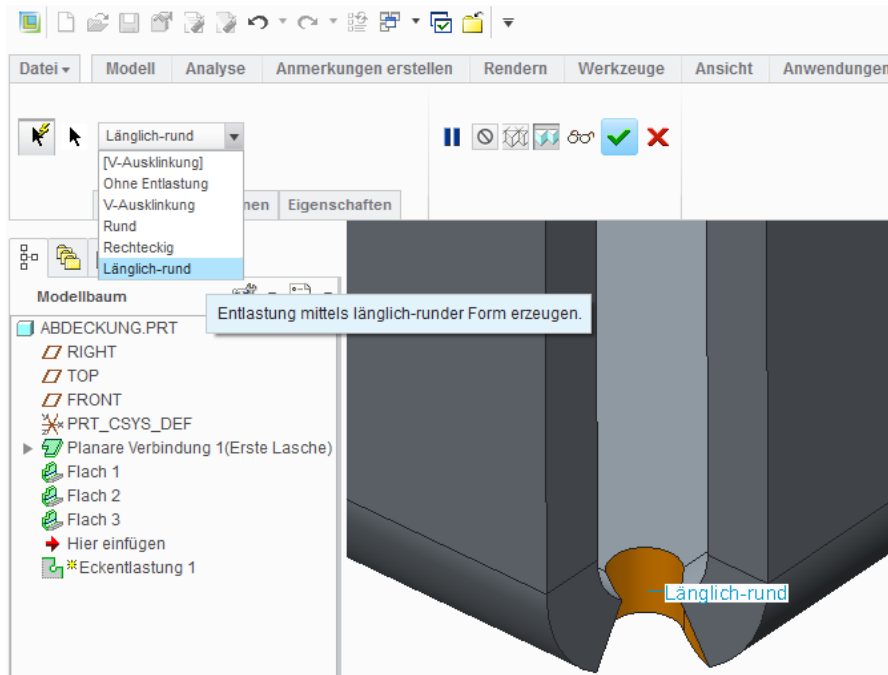 Datei Modell Analyse Anmerkungen erstellen Rendern Werkzeuge Ansicht Anwendungen
Länglich-rund
[V-Ausklinkung]
Ohne Entlastung
V-Ausklinkung
Rund
Rechteckig
Länglich-rund
nen Eigenschaften
Modellbaum
Entlastung mittels länglich-runder Form erzeugen.
ABDECKUNG.PRT
RIGHT
TOP
FRONT
PRT_CSYS_DEF
Planare Verbindung 1(Erste Lasche)
Flach 1
Flach 2
Flach 3
Hier einfügen
Eckentlastung 1
Länglich-rund